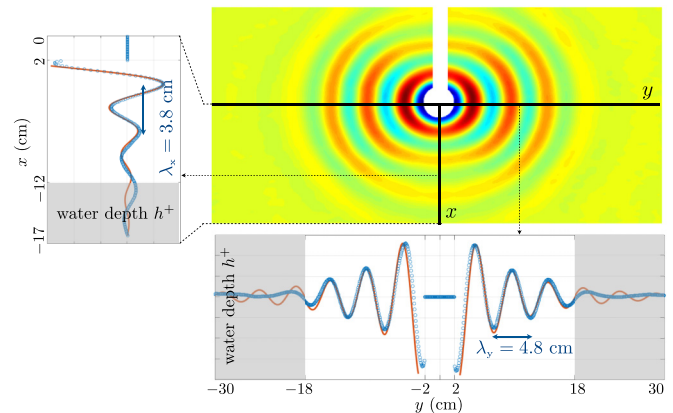 0
2
x (cm)
λx = 3.8 cm
−12
water depth h+
−17
y
x
water depth h+
λy = 4.8 cm
−30
−18
−2
2
18
30
y (cm)